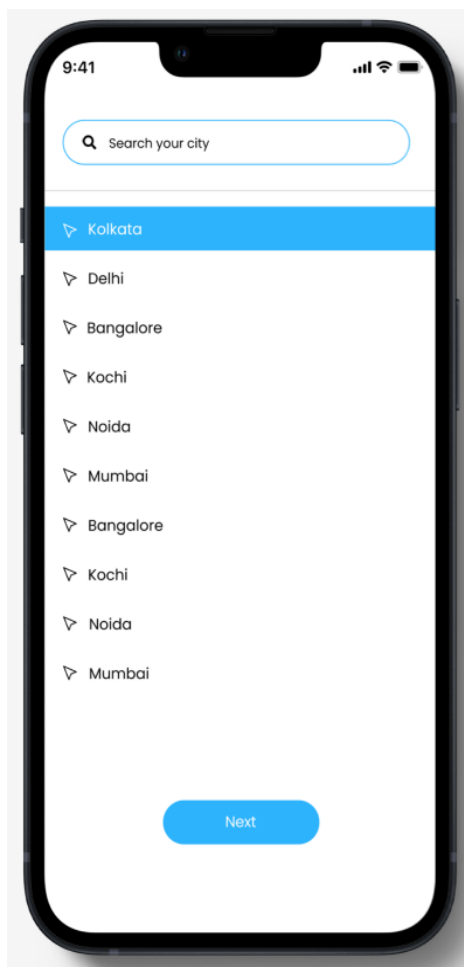 9:41
Search your city
Kolkata
Delhi
Bangalore
Kochi
Noida
Mumbai
Bangalore
Kochi
Noida
Mumbai
Next